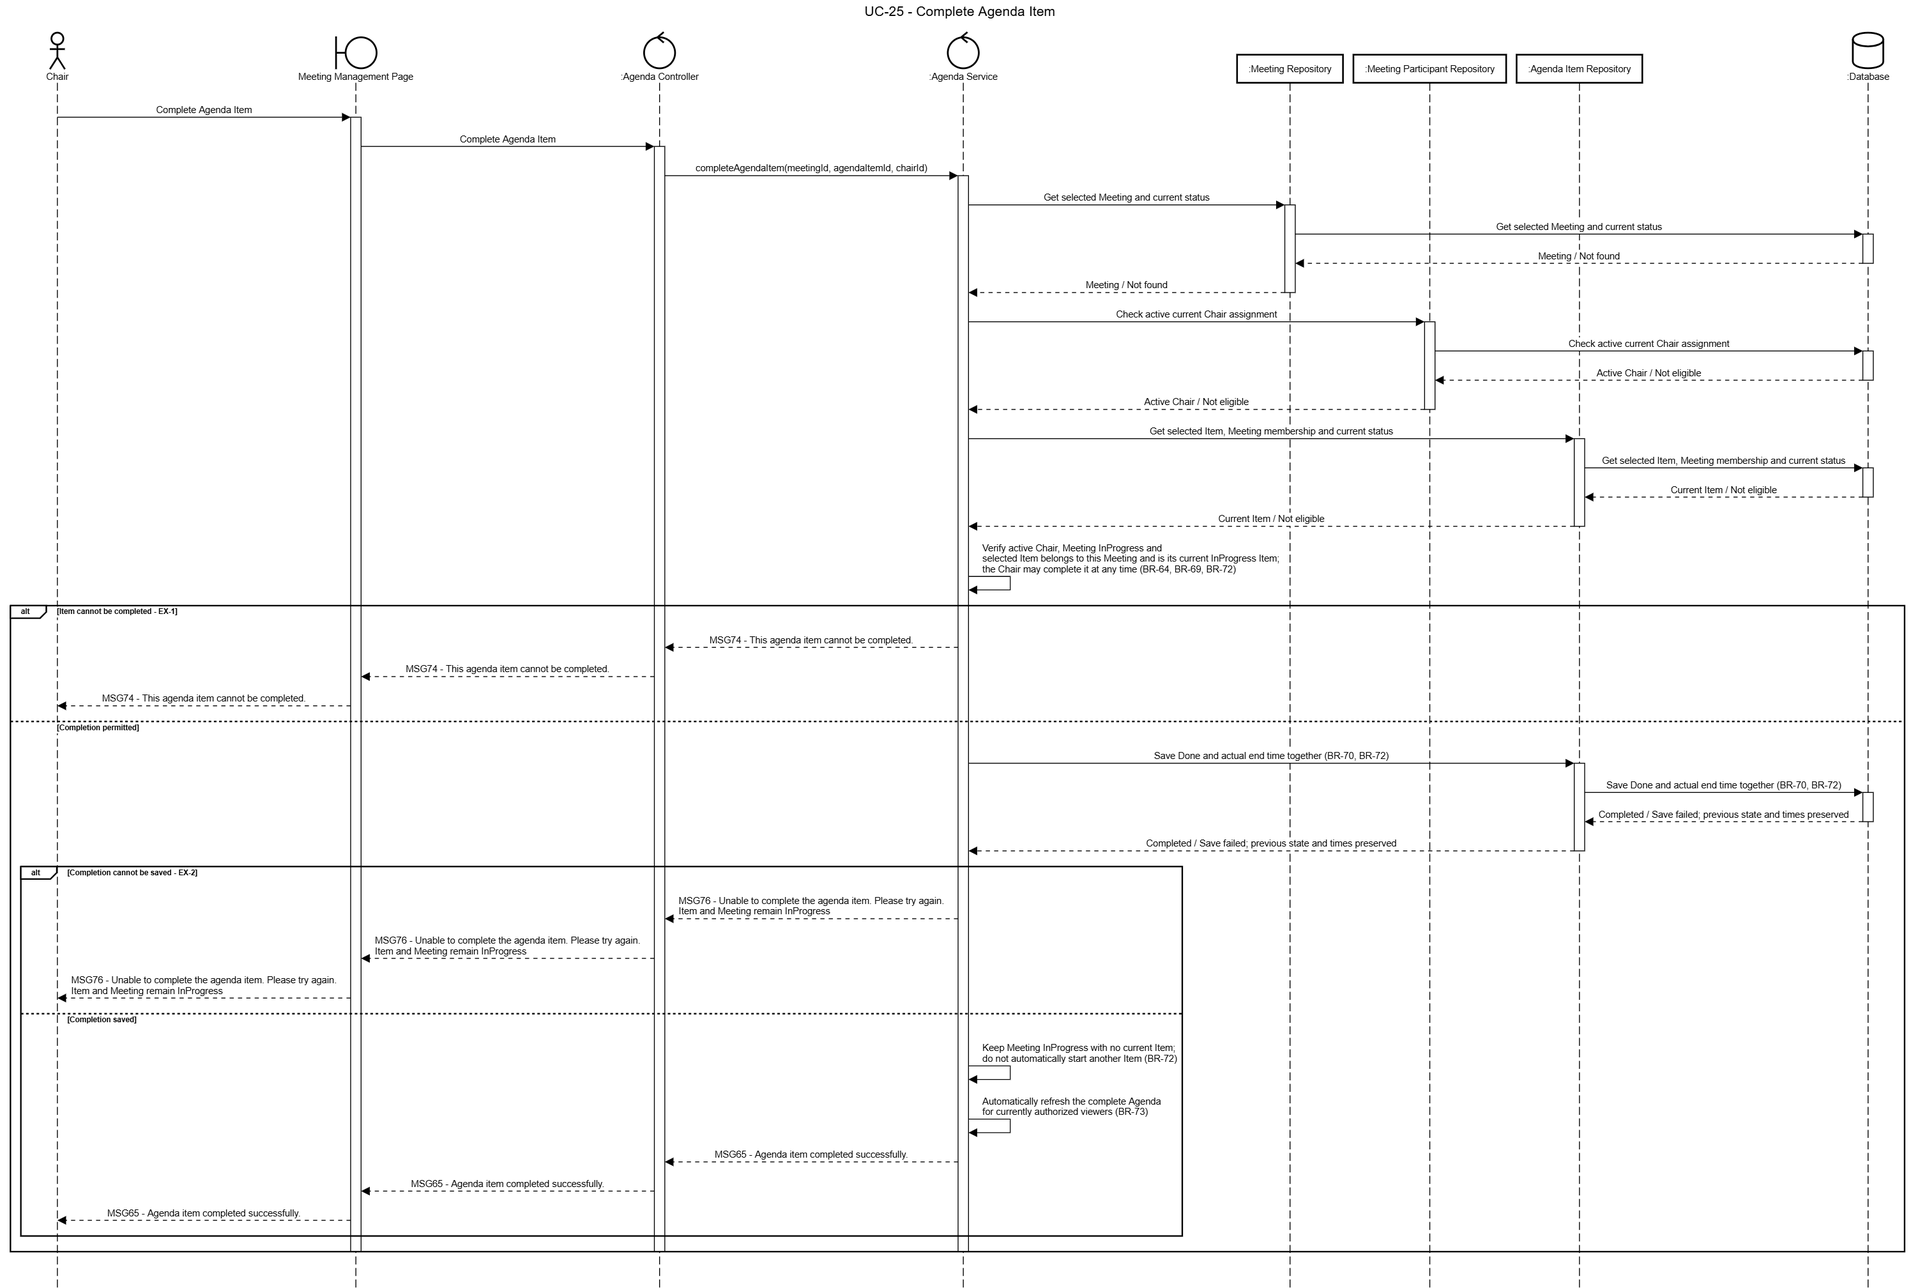 UC-25 - Complete Agenda Item
Chair
Meeting Management Page
:Agenda Controller
:Agenda Service
:Meeting Repository
:Meeting Participant Repository
:Agenda Item Repository
:Database
Complete Agenda Item
Complete Agenda Item
completeAgendaItem(meetingId, agendaItemId, chairId)
Get selected Meeting and current status
Get selected Meeting and current status
Meeting / Not found
Meeting / Not found
Check active current Chair assignment
Check active current Chair assignment
Active Chair / Not eligible
Active Chair / Not eligible
Get selected Item, Meeting membership and current status
Get selected Item, Meeting membership and current status
Current Item / Not eligible
Current Item / Not eligible
Verify active Chair, Meeting InProgress and
selected Item belongs to this Meeting and is its current InProgress Item;
the Chair may complete it at any time (BR-64, BR-69, BR-72)
alt
[Item cannot be completed - EX-1]
MSG74 - This agenda item cannot be completed.
MSG74 - This agenda item cannot be completed.
MSG74 - This agenda item cannot be completed.
[Completion permitted]
Save Done and actual end time together (BR-70, BR-72)
Save Done and actual end time together (BR-70, BR-72)
Completed / Save failed; previous state and times preserved
Completed / Save failed; previous state and times preserved
alt
[Completion cannot be saved - EX-2]
MSG76 - Unable to complete the agenda item. Please try again.
Item and Meeting remain InProgress
MSG76 - Unable to complete the agenda item. Please try again.
Item and Meeting remain InProgress
MSG76 - Unable to complete the agenda item. Please try again.
Item and Meeting remain InProgress
[Completion saved]
Keep Meeting InProgress with no current Item;
do not automatically start another Item (BR-72)
Automatically refresh the complete Agenda
for currently authorized viewers (BR-73)
MSG65 - Agenda item completed successfully.
MSG65 - Agenda item completed successfully.
MSG65 - Agenda item completed successfully.